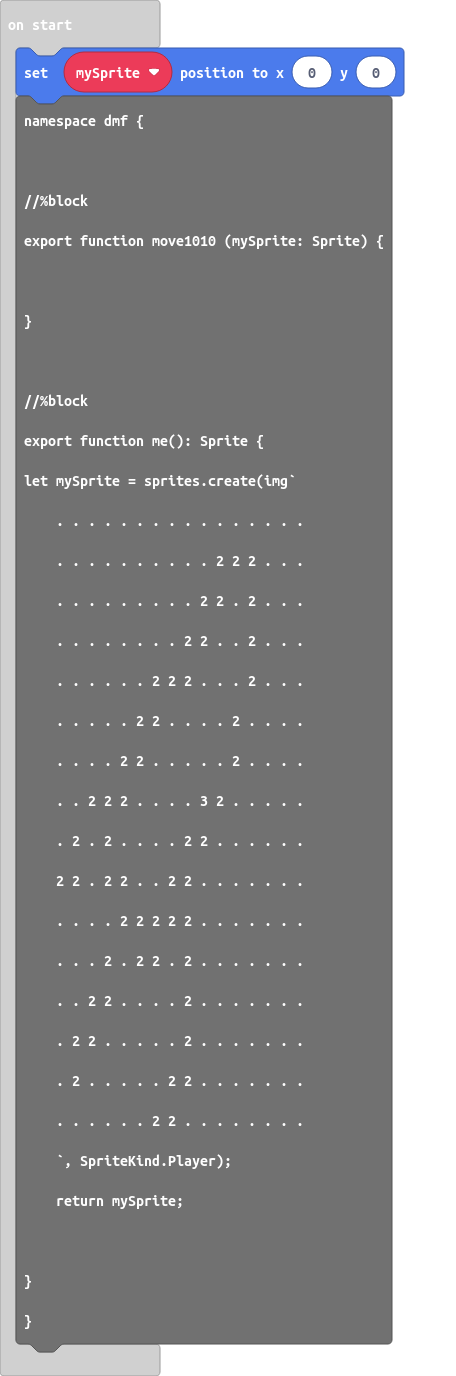 on start
set mySprite position to x 0 y 0
namespace dmf {
//%block
export function move1010 (mySprite: Sprite) {
}
//%block
export function me(): Sprite {
let mySprite = sprites.create(img`
. . . . . . . . . . . . . . . .
. . . . . . . . . . 2 2 2 . . .
. . . . . . . . . 2 2 . 2 . . .
. . . . . . . . 2 2 . . 2 . . .
. . . . . . 2 2 2 . . . 2 . . .
. . . . . 2 2 . . . . 2 . . . .
. . . . 2 2 . . . . . 2 . . . .
. . 2 2 2 . . . . 3 2 . . . . .
. 2 . 2 . . . . 2 2 . . . . . .
2 2 . 2 2 . . 2 2 . . . . . . .
. . . . 2 2 2 2 2 . . . . . . .
. . . 2 . 2 2 . 2 . . . . . . .
. . 2 2 . . . . 2 . . . . . . .
. 2 2 . . . . . 2 . . . . . . .
. 2 . . . . . 2 2 . . . . . . .
. . . . . . 2 2 . . . . . . . .
`, SpriteKind.Player);
return mySprite;
}
}